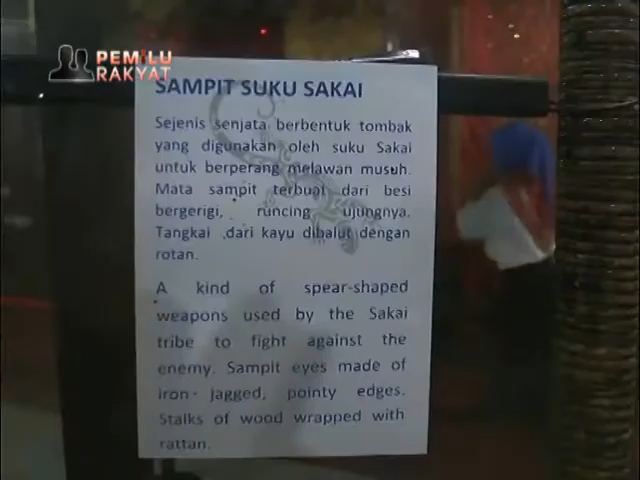 PEMILU
RAKYAT
SAMPIT SUKU SAKAI
Sejenis senjata berbentuk tombak
yang digunakan oleh suku Sakai
untuk berperang melawan musuh.
Mata sampit terbuat dari besi
bergerigi, runcing ujungnya.
Tangkai dari kayu dibalut dengan
rotan.
A kind of spear-shaped
weapons used by the Sakai
tribe to fight against the
enemy. Sampit eyes made of
iron - jagged, pointy edges.
Stalks of wood wrapped with
rattan.